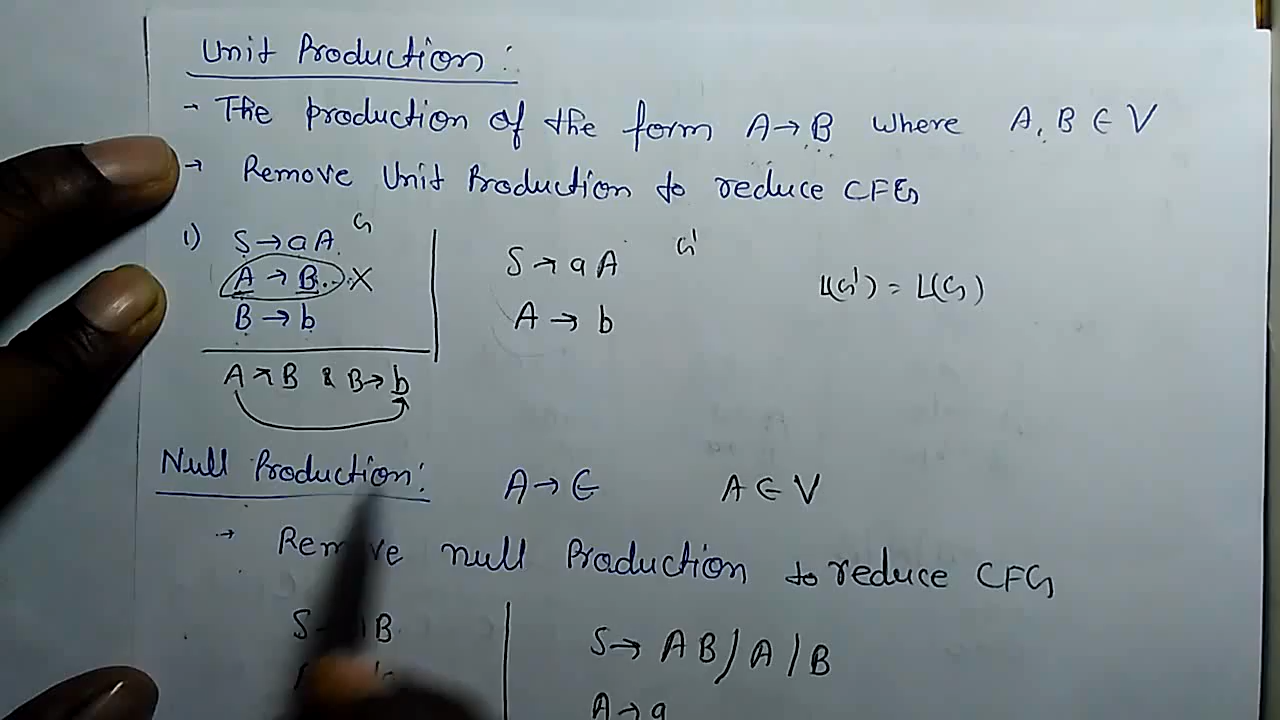 Unit Production:
- The production of the form A→B where A, B ∈ V
→ Remove Unit Production to reduce CFG
1) S→aA. G
A→B. X
B→b
A→B & B→b
S→aA G'
A→b
L(G') = L(G)
Null Production: A→∈ A∈V
→ Remove null Production to reduce CFG
B
S→ AB/A/B
A→a